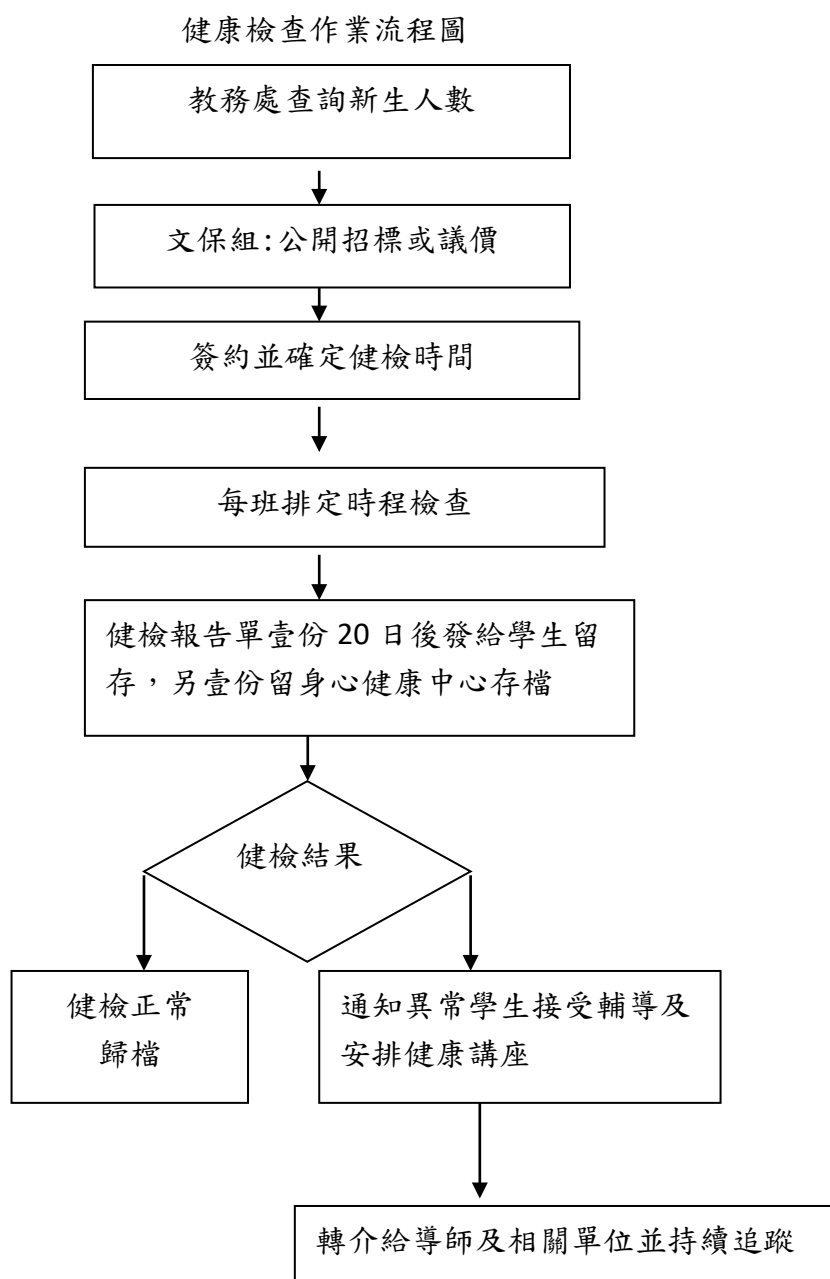 健康檢查作業流程圖
教務處查詢新生人數
文保組:公開招標或議價
簽約並確定健檢時間
每班排定時程檢查
健檢報告單壹份 20 日後發給學生留
存，另壹份留身心健康中心存檔
健檢結果
健檢正常
歸檔
通知異常學生接受輔導及
安排健康講座
轉介給導師及相關單位並持續追蹤